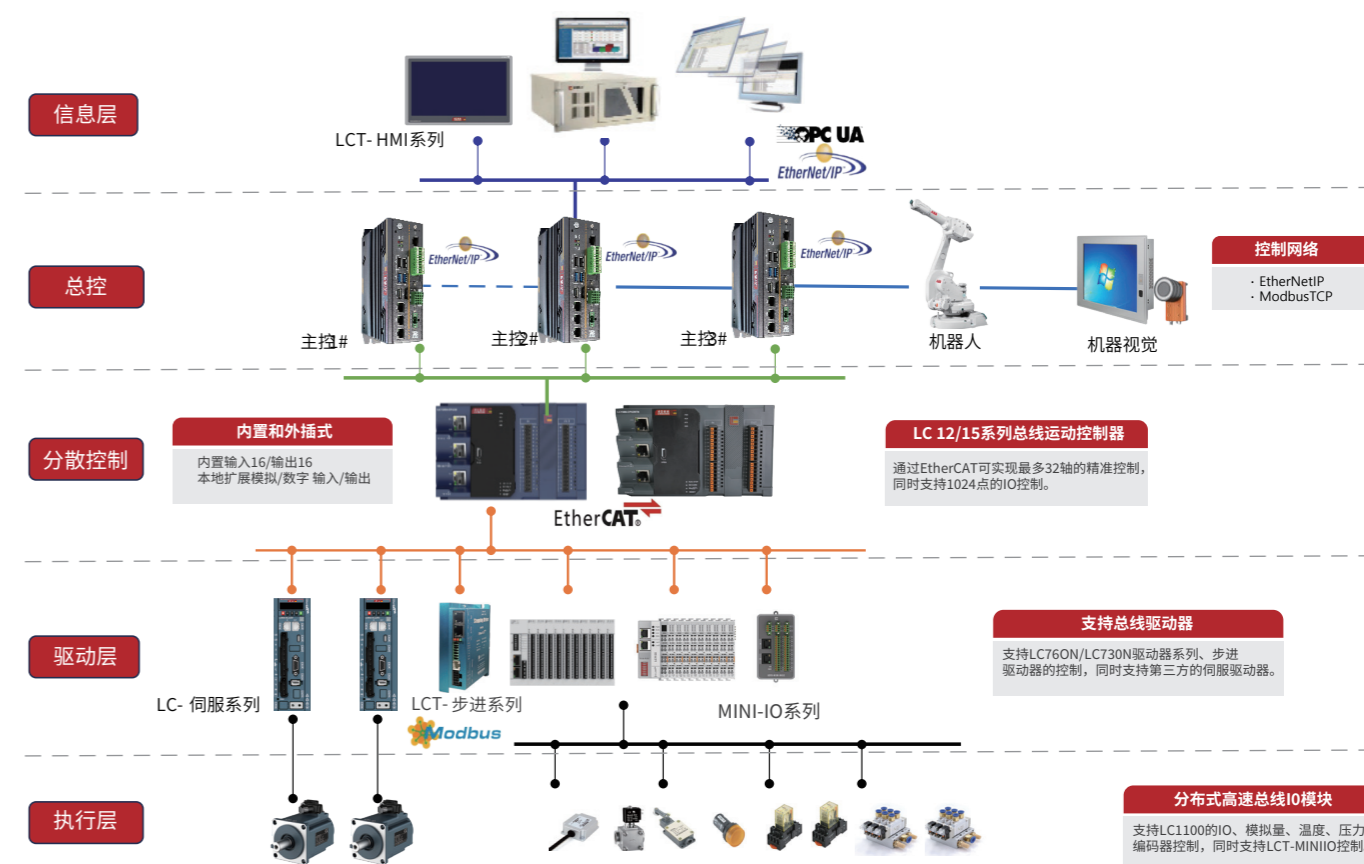 信息层
LCT- HMI系列
OPC UA
EtherNet/IP
总控
EtherNet/IP
EtherNet/IP
EtherNet/IP
控制网络
· EtherNetIP
· ModbusTCP
主控1#
主控2#
主控3#
机器人
机器视觉
分散控制
内置和外插式
内置输入16/输出16
本地扩展模拟/数字 输入/输出
LC 12/15系列总线运动控制器
通过EtherCAT可实现最多32轴的精准控制，
同时支持1024点的IO控制。
EtherCAT®
驱动层
支持总线驱动器
支持LC76ON/LC730N驱动器系列、步进
驱动器的控制，同时支持第三方的伺服驱动器。
LC- 伺服系列
LCT- 步进系列
MINI-IO系列
Modbus
执行层
分布式高速总线I0模块
支持LC1100的IO、模拟量、温度、压力
编码器控制，同时支持LCT-MINIIO控制